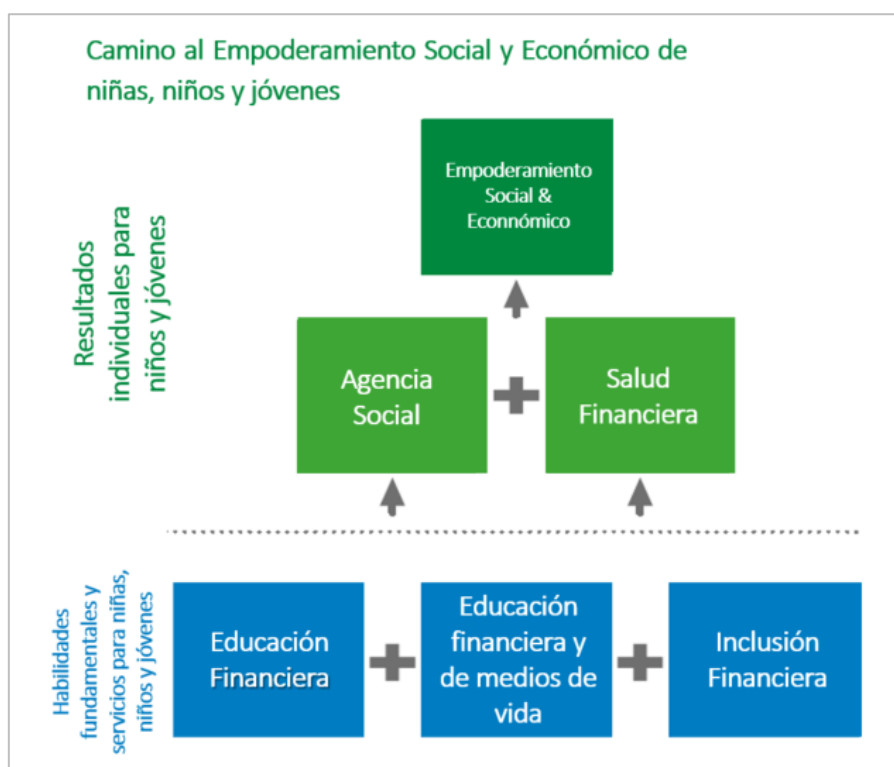 Camino al Empoderamiento Social y Económico de
niñas, niños y jóvenes
Resultados
individuales para
niños y jóvenes
Empoderamiento
Social &
Econnómico
Agencia
Social
Salud
Financiera
Habilidades
fundamentales y
servicios para niñas,
niños y jóvenes
Educación
Financiera
Educación
financiera y
de medios de
vida
Inclusión
Financiera